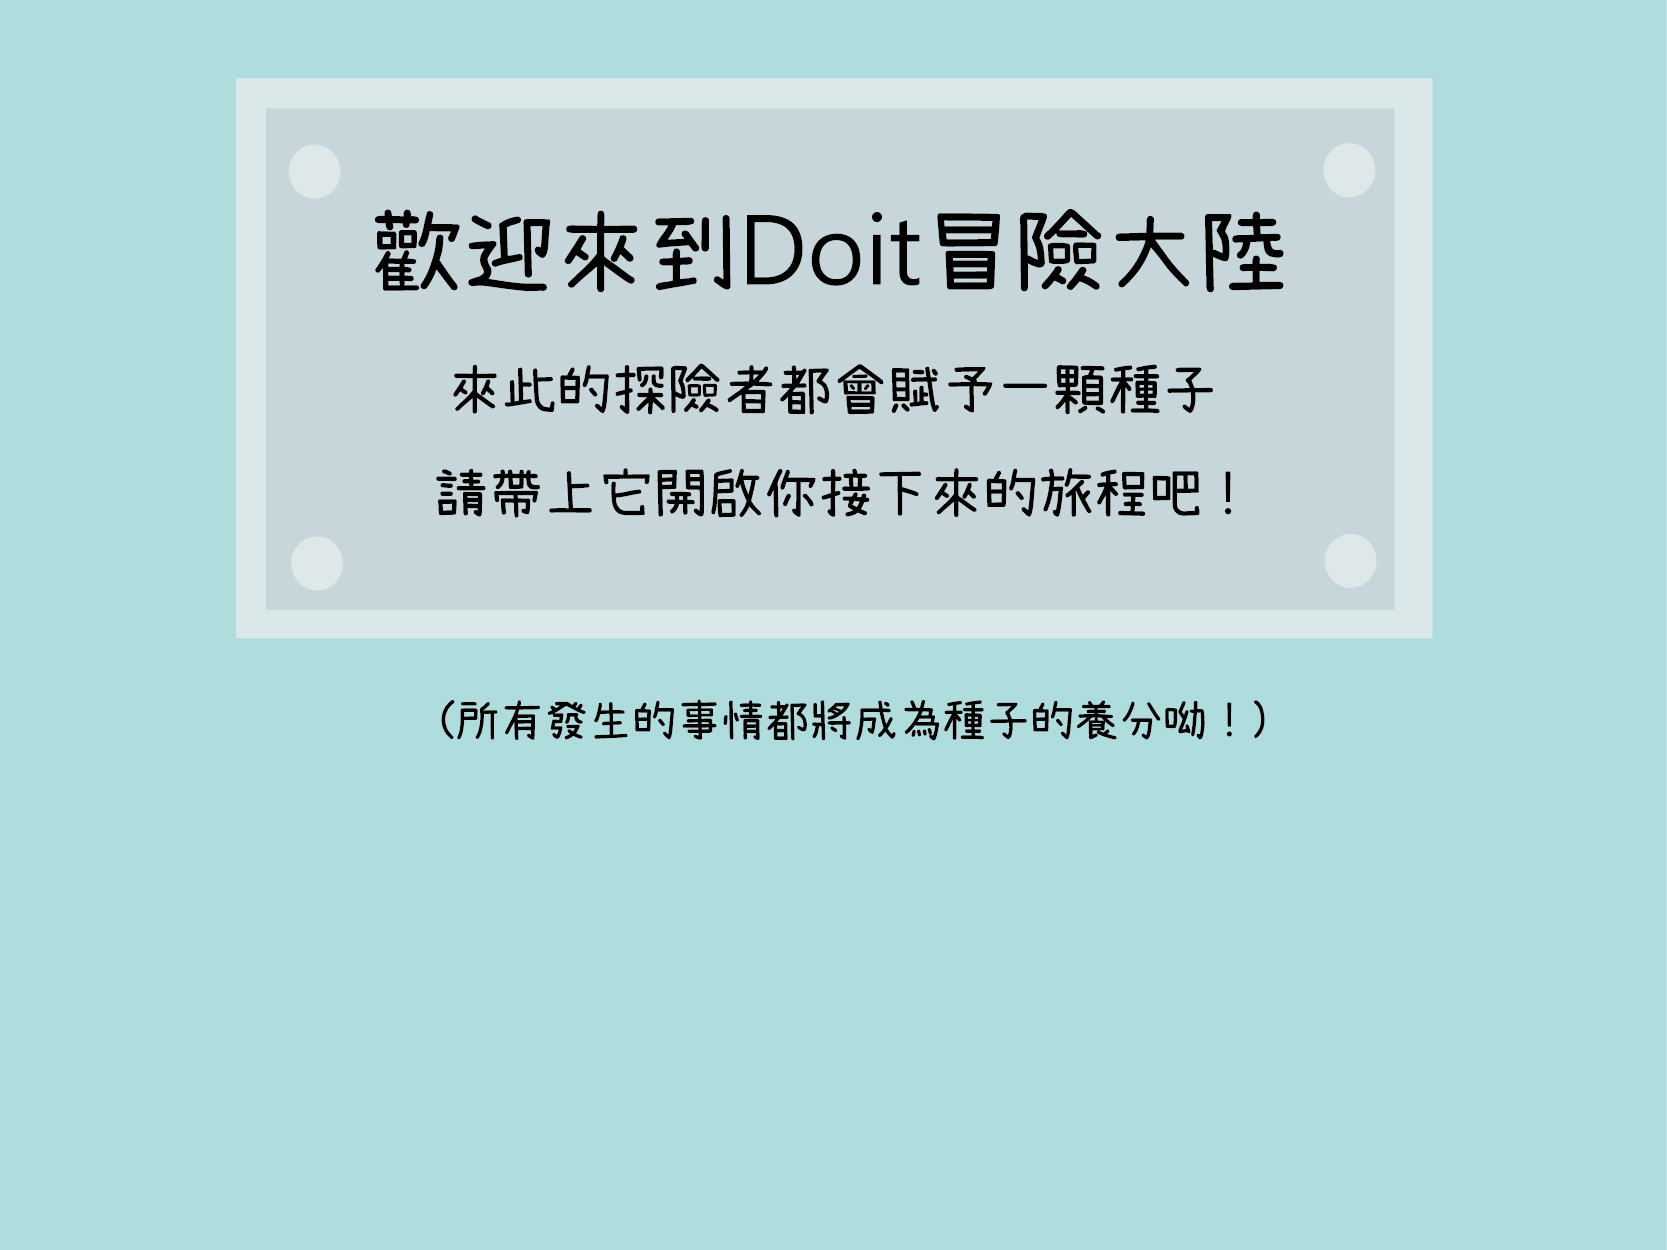 歡迎來到Doit冒險大陸
來此的探險者都會賦予一顆種子
請帶上它開啟你接下來的旅程吧！
（所有發生的事情都將成為種子的養分呦！）